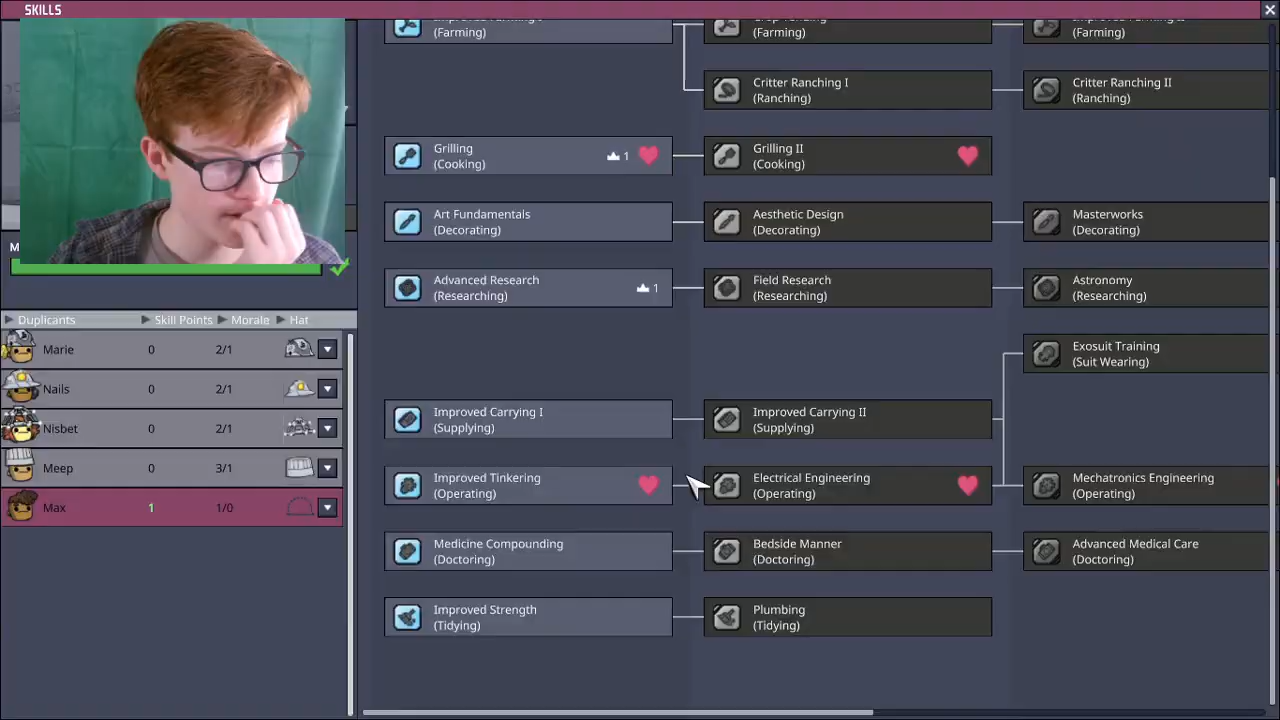 SKILLS
(Farming)
(Farming)
(Farming)
Critter Ranching I
(Ranching)
Critter Ranching II
(Ranching)
Grilling
(Cooking)
1
Grilling II
(Cooking)
Art Fundamentals
(Decorating)
Aesthetic Design
(Decorating)
Masterworks
(Decorating)
Advanced Research
(Researching)
1
Field Research
(Researching)
Astronomy
(Researching)
Exosuit Training
(Suit Wearing)
Improved Carrying I
(Supplying)
Improved Carrying II
(Supplying)
Improved Tinkering
(Operating)
Electrical Engineering
(Operating)
Mechatronics Engineering
(Operating)
Medicine Compounding
(Doctoring)
Bedside Manner
(Doctoring)
Advanced Medical Care
(Doctoring)
Improved Strength
(Tidying)
Plumbing
(Tidying)
Duplicants Skill Points Morale Hat
Marie 0 2/1
Nails 0 2/1
Nisbet 0 2/1
Meep 0 3/1
Max 1 1/0